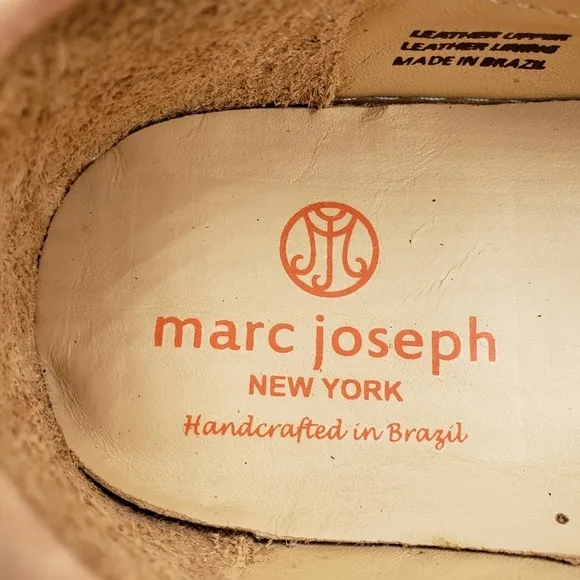 LEATHER UPPER
LEATHER LINING
MADE IN BRAZIL
marc joseph
NEW YORK
Handcrafted in Brazil